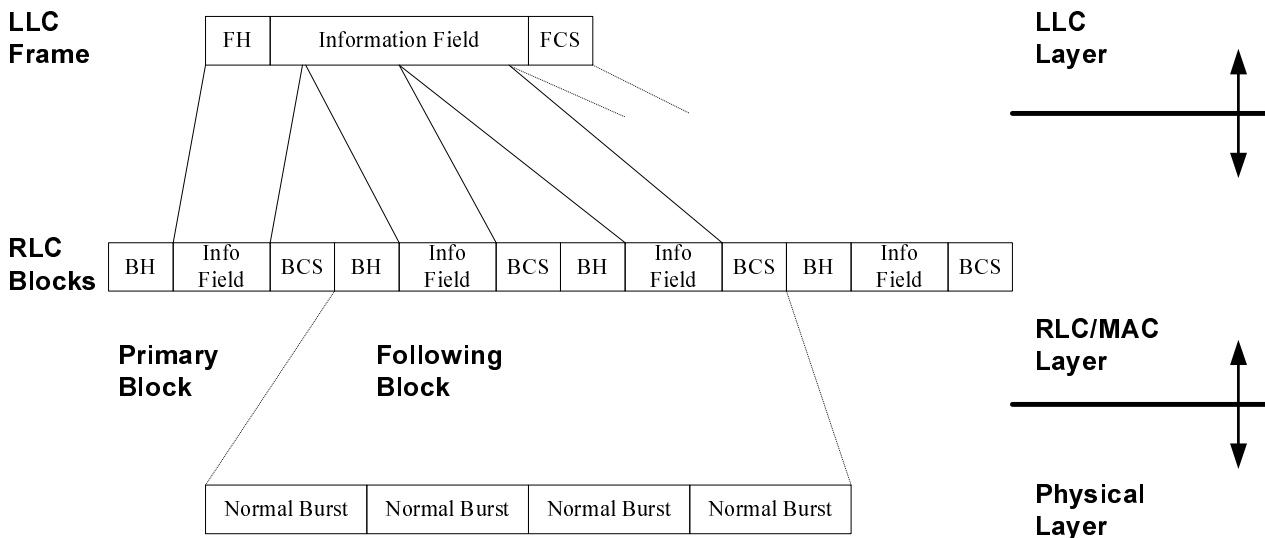 LLC
Frame
FH Information Field FCS
LLC
Layer
RLC
Blocks
BH Info
Field BCS BH Info
Field BCS BH Info
Field BCS BH Info
Field BCS
Primary
Block
Following
Block
RLC/MAC
Layer
Normal Burst Normal Burst Normal Burst Normal Burst
Physical
Layer